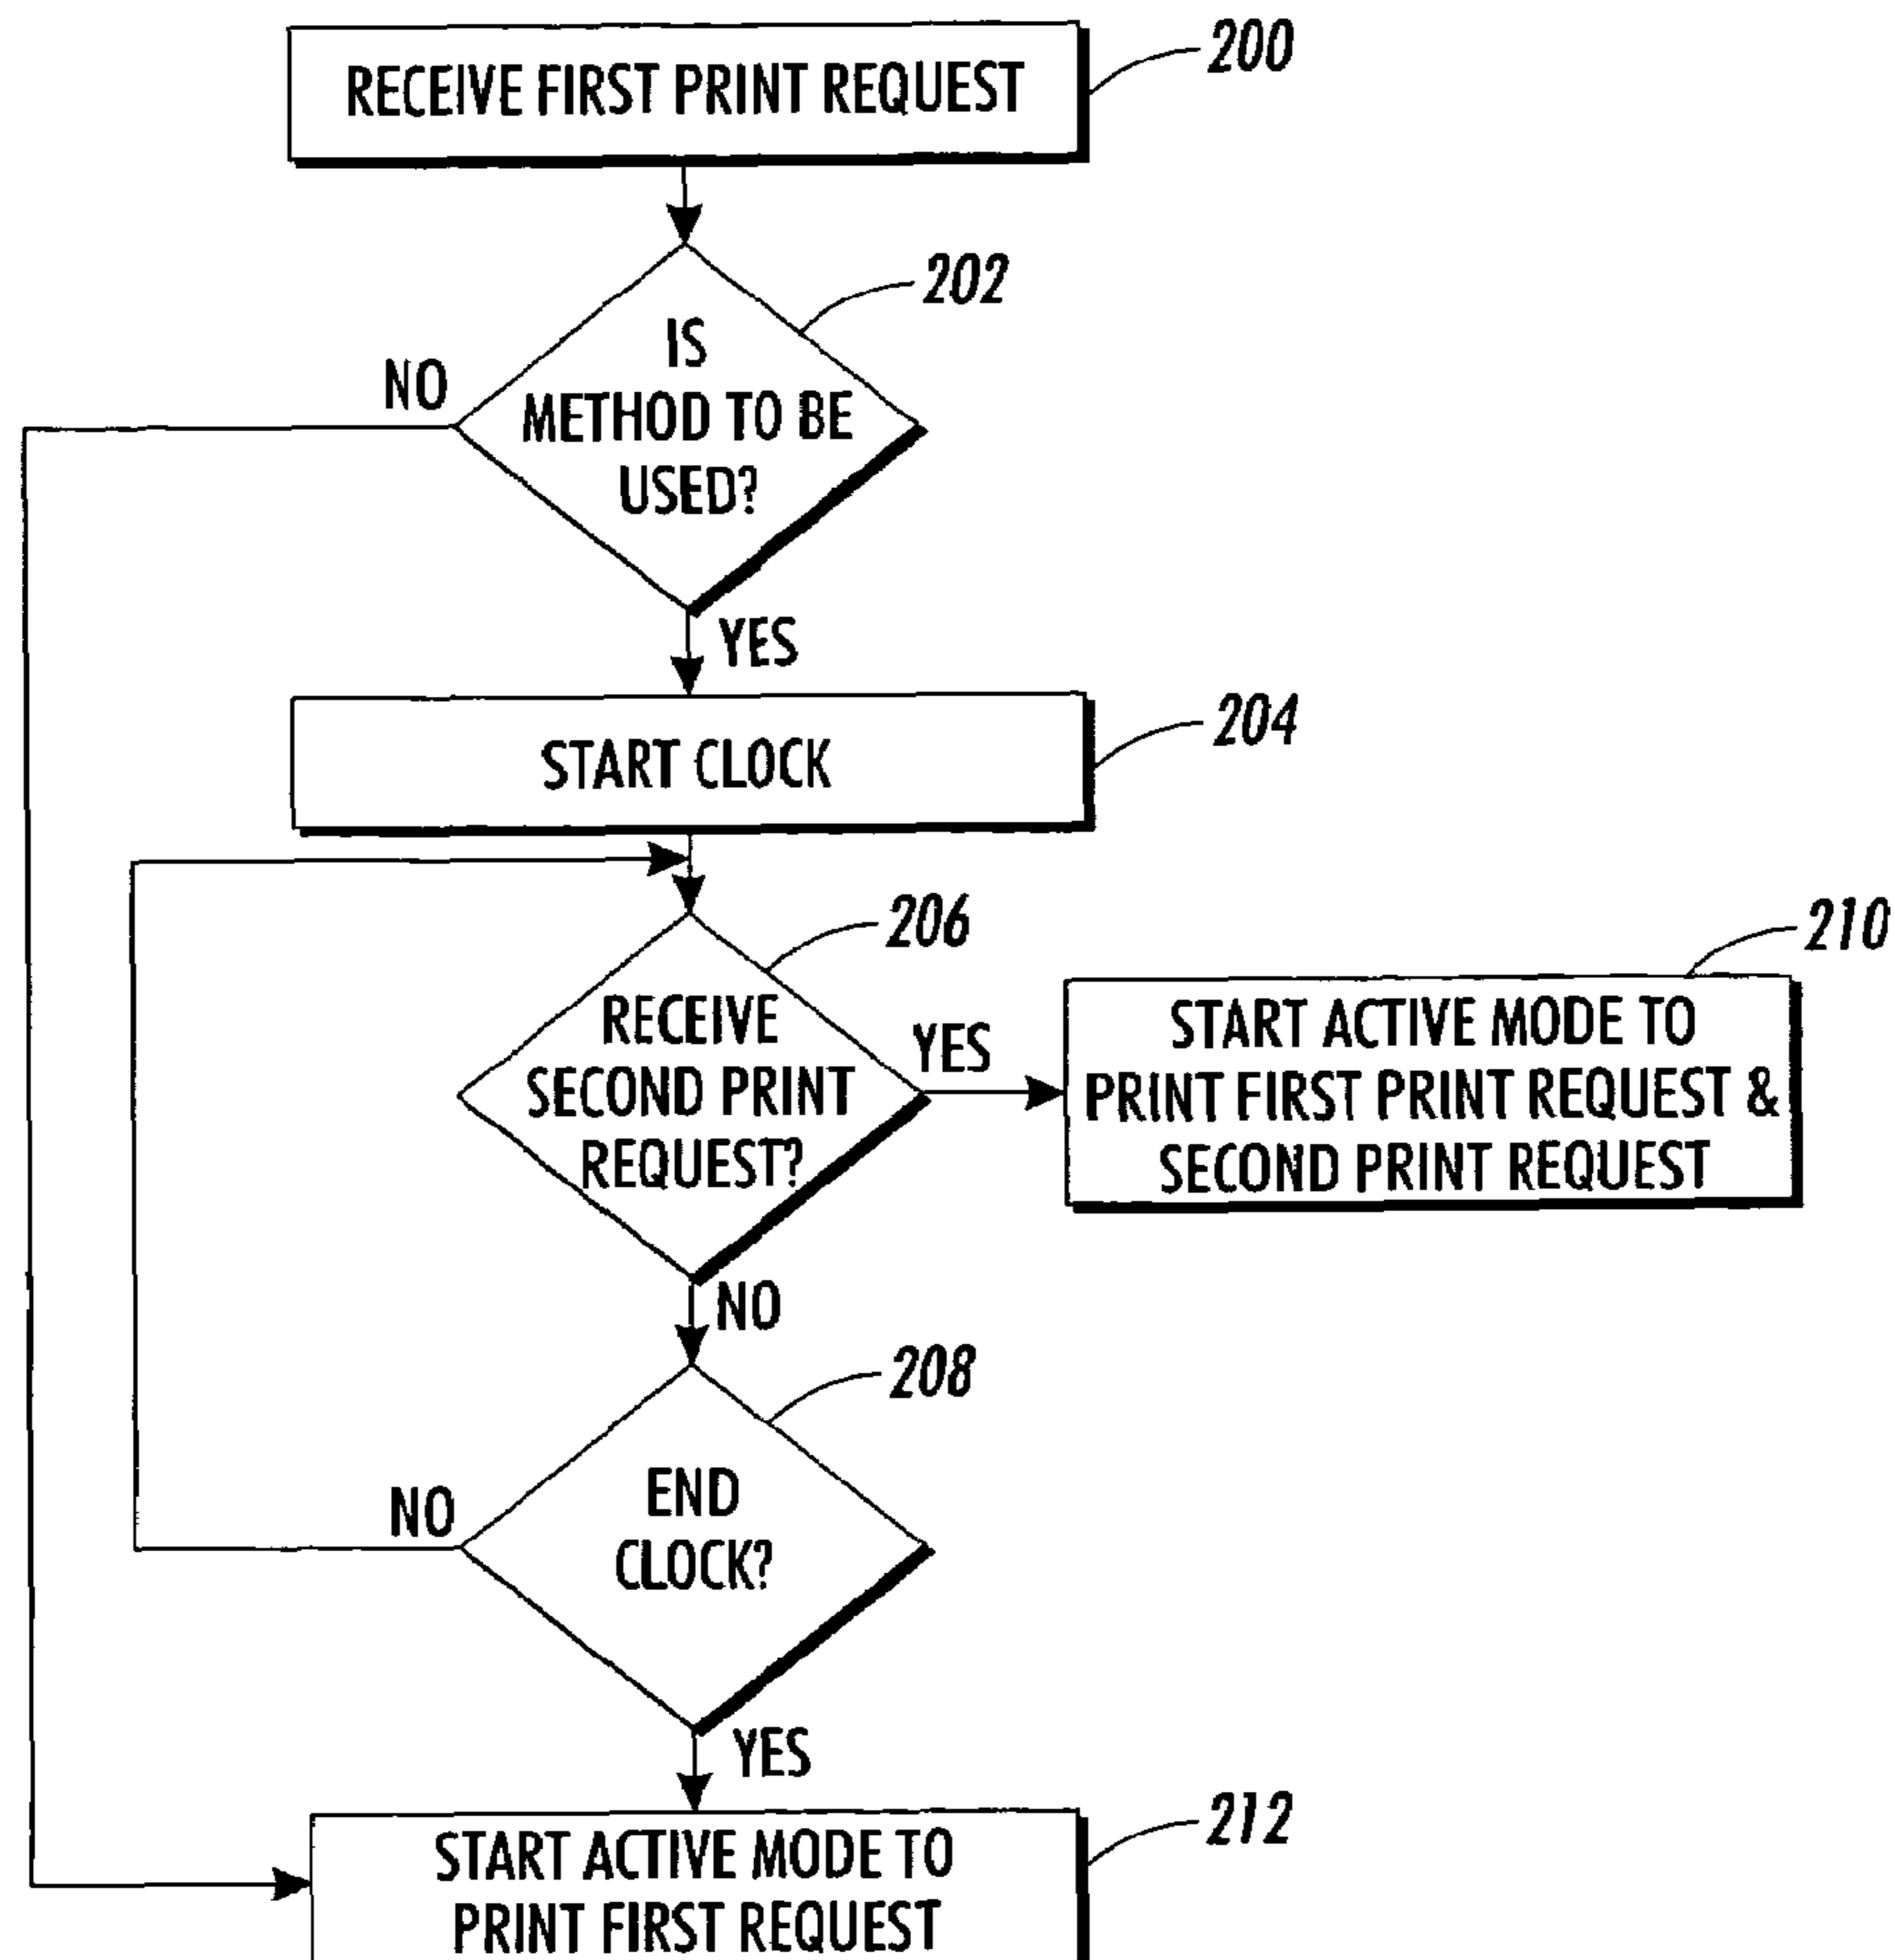 RECEIVE FIRST PRINT REQUEST
200
202
IS
METHOD TO BE
USED?
NO
YES
START CLOCK
204
206
RECEIVE
SECOND PRINT
REQUEST?
YES
210
START ACTIVE MODE TO
PRINT FIRST PRINT REQUEST &
SECOND PRINT REQUEST
NO
208
END
CLOCK?
NO
YES
212
START ACTIVE MODE TO
PRINT FIRST REQUEST